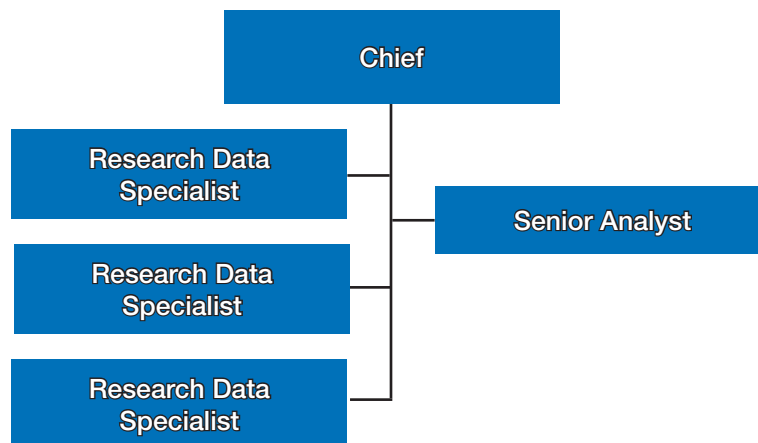 Chief
Research Data
Specialist
Senior Analyst
Research Data
Specialist
Research Data
Specialist